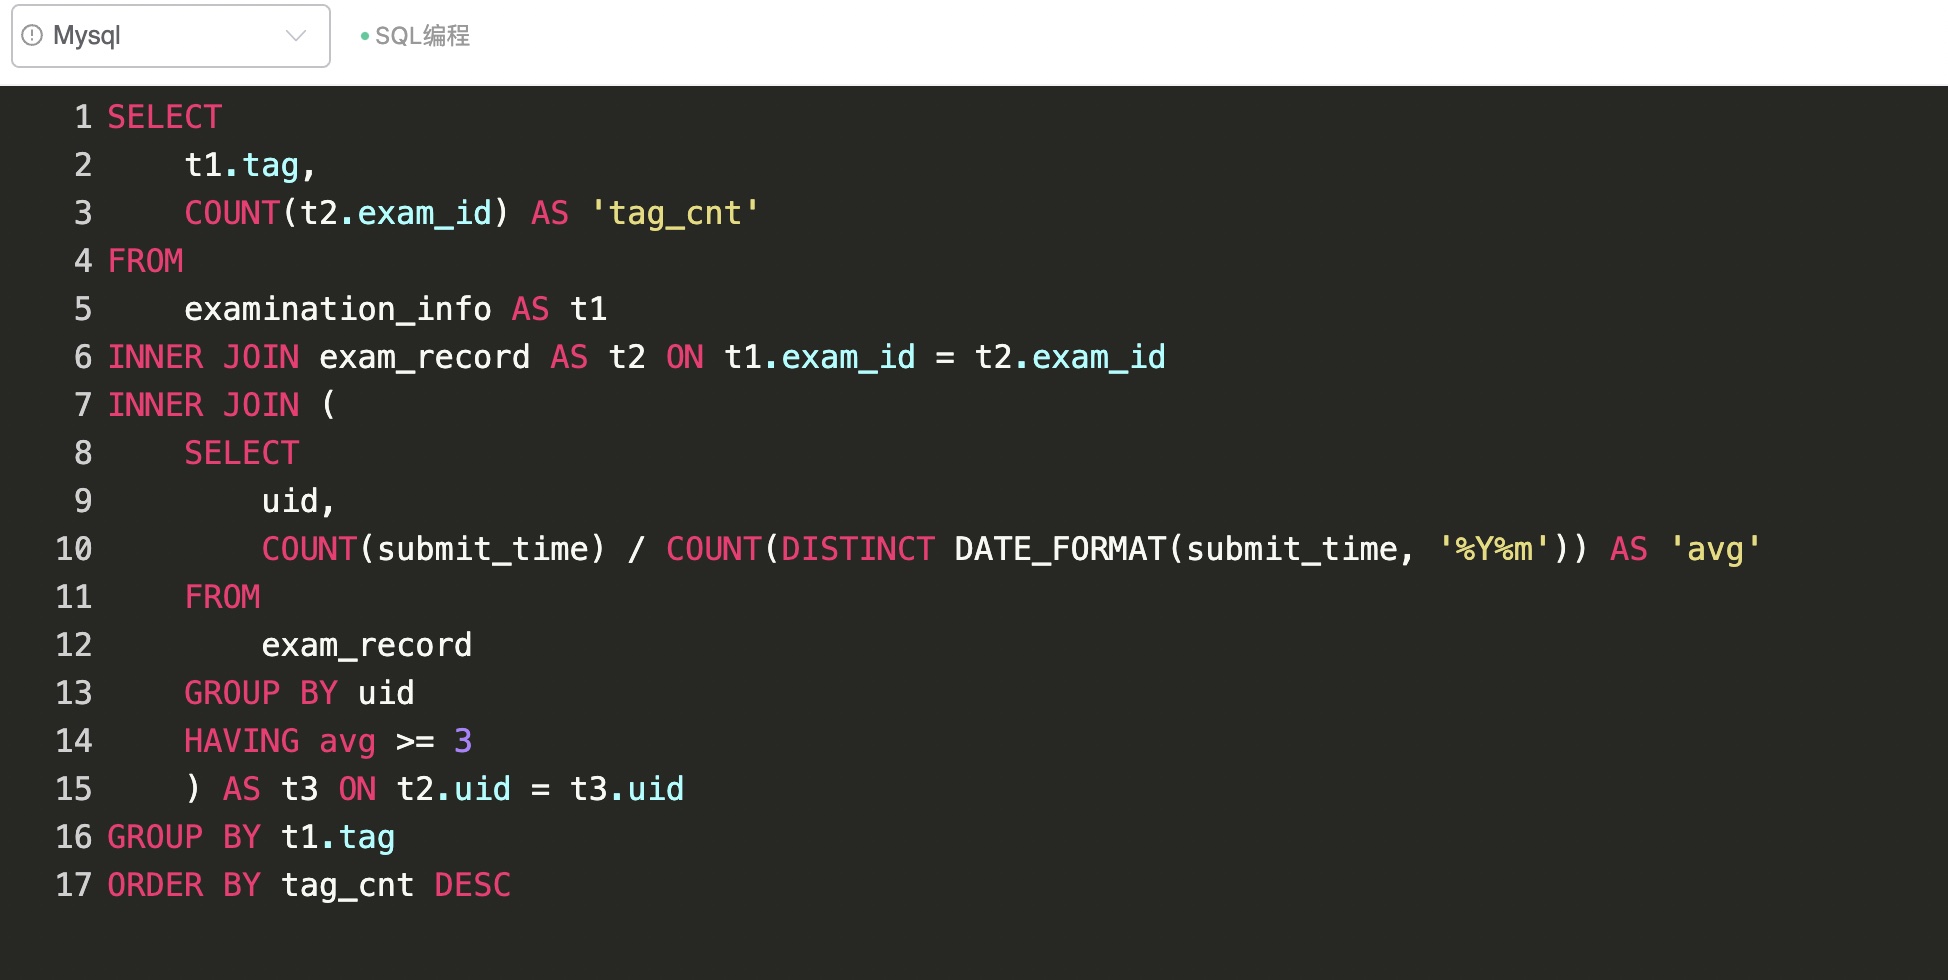 Mysql
SQL编程
1 SELECT
2     t1.tag,
3     COUNT(t2.exam_id) AS 'tag_cnt'
4 FROM
5     examination_info AS t1
6 INNER JOIN exam_record AS t2 ON t1.exam_id = t2.exam_id
7 INNER JOIN (
8     SELECT
9         uid,
10         COUNT(submit_time) / COUNT(DISTINCT DATE_FORMAT(submit_time, '%Y%m')) AS 'avg'
11     FROM
12         exam_record
13     GROUP BY uid
14     HAVING avg >= 3
15     ) AS t3 ON t2.uid = t3.uid
16 GROUP BY t1.tag
17 ORDER BY tag_cnt DESC